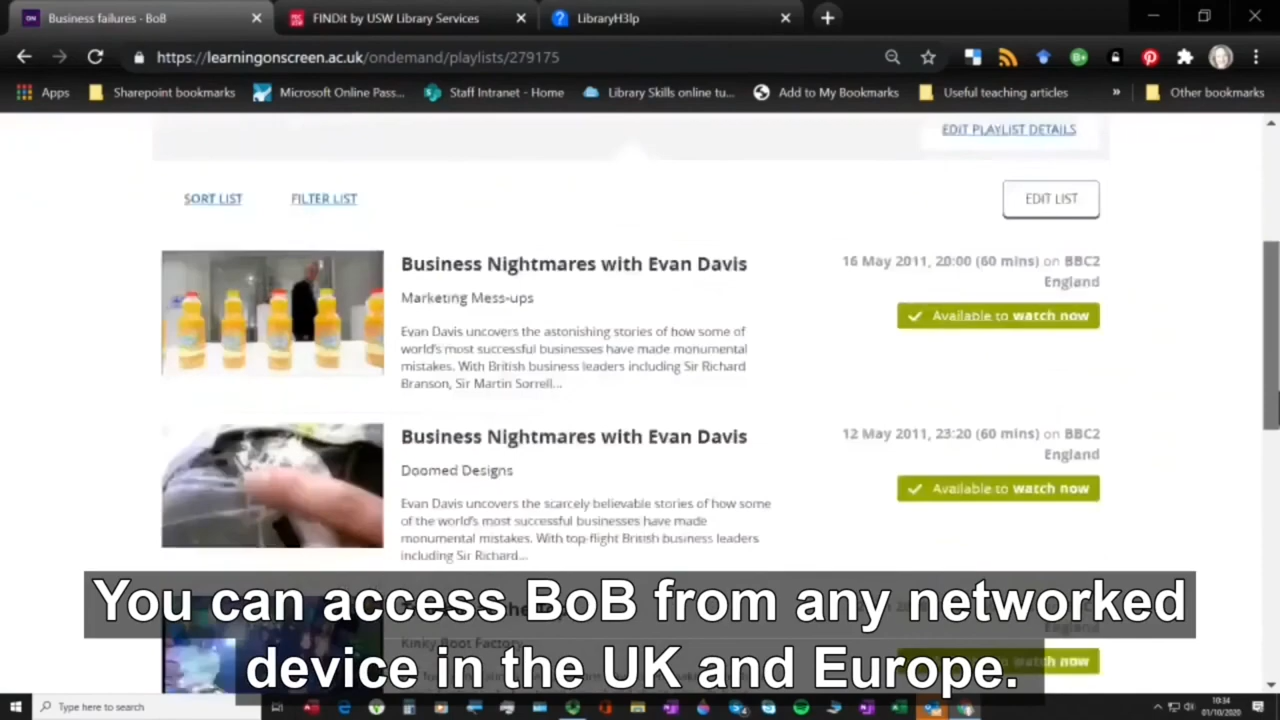 Business failures - BoB
FINDit by USW Library Services
LibraryH3lp
https://learningonscreen.ac.uk/ondemand/playlists/279175
Apps
Sharepoint bookmarks
Microsoft Online Pass...
Staff Intranet - Home
Library Skills online tu...
Add to My Bookmarks
Useful teaching articles
»
Other bookmarks
EDIT PLAYLIST DETAILS
SORT LIST
FILTER LIST
EDIT LIST
Business Nightmares with Evan Davis
Marketing Mess-ups
Evan Davis uncovers the astonishing stories of how some of
world's most successful businesses have made monumental
mistakes. With British business leaders including Sir Richard
Branson, Sir Martin Sorrell...
16 May 2011, 20:00 (60 mins) on BBC2
England
Available to watch now
Business Nightmares with Evan Davis
Doomed Designs
Evan Davis uncovers the scarcely believable stories of how some
of the world's most successful businesses have made
monumental mistakes. With top-flight British business leaders
including Sir Richard...
12 May 2011, 23:20 (60 mins) on BBC2
England
Available to watch now
Kinky Boot Factory
watch now
You can access BoB from any networked
device in the UK and Europe.
Type here to search
10:34
01/10/2020